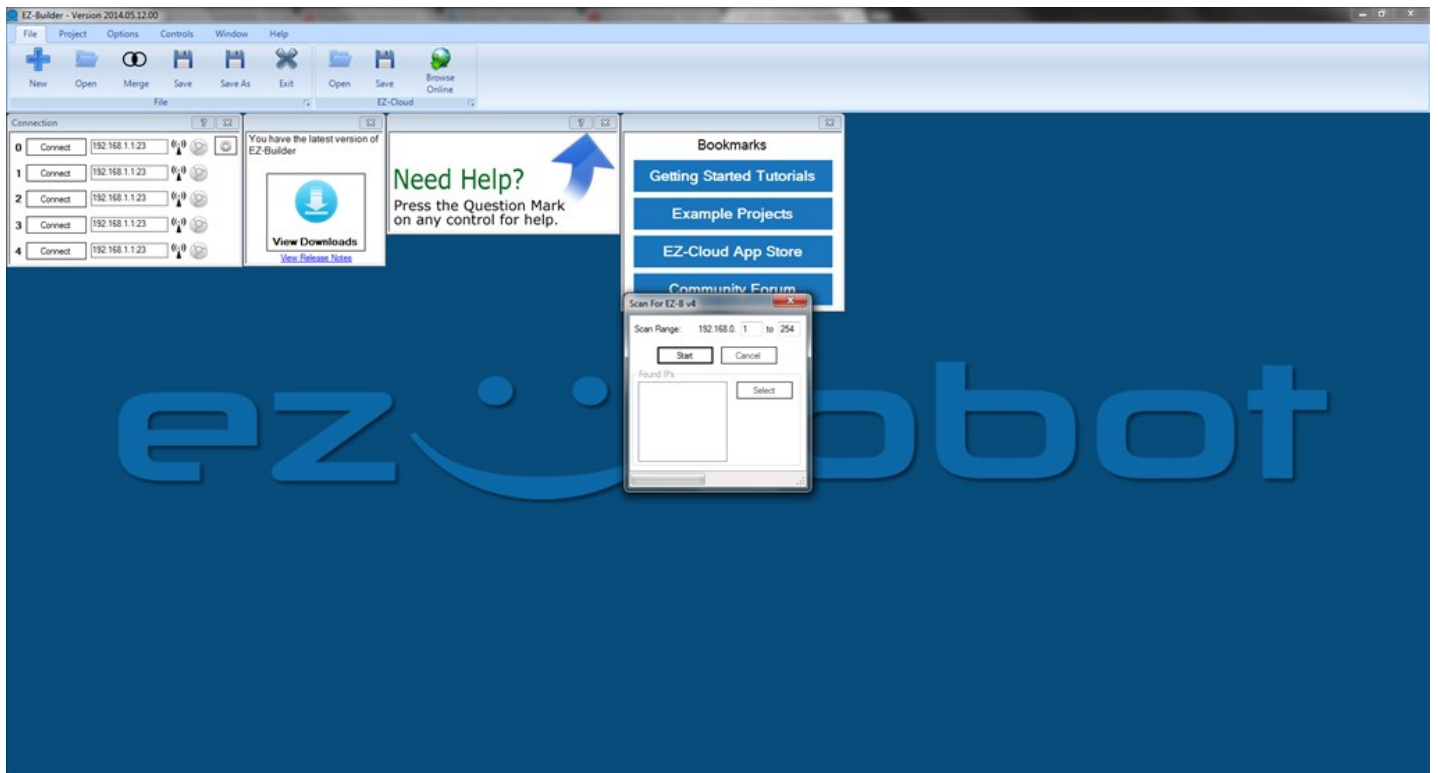 EZ-Builder - Version 2014.05.12.00
File Project Options Controls Window Help
New Open Merge Save Save As Exit Open Save Browse Online
File EZ-Cloud
Connection
0 Connect 192.168.1.1:23
1 Connect 192.168.1.1:23
2 Connect 192.168.1.1:23
3 Connect 192.168.1.1:23
4 Connect 192.168.1.1:23
You have the latest version of
EZ-Builder
View Downloads
View Release Notes
Need Help?
Press the Question Mark
on any control for help.
Bookmarks
Getting Started Tutorials
Example Projects
EZ-Cloud App Store
Community Forum
Scan For EZ-B v4
Scan Range: 192.168.0. 1 to 254
Start Cancel
Found IPs
Select
ez obot